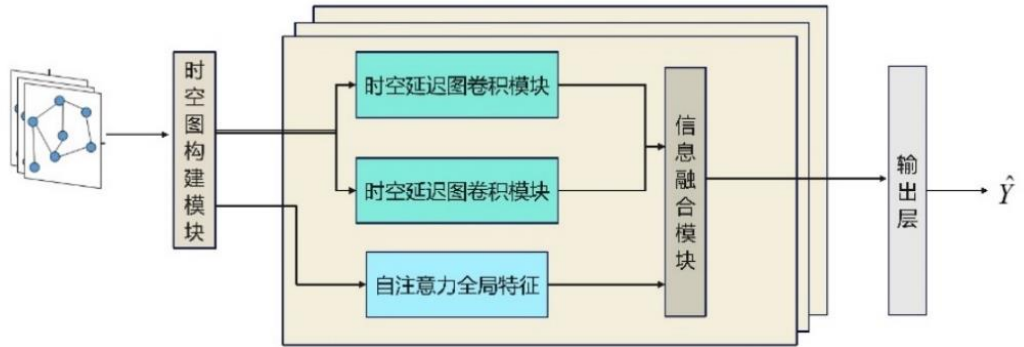 时空图构建模块
时空延迟图卷积模块
时空延迟图卷积模块
自注意力全局特征
信息融合模块
输出层
Ŷ